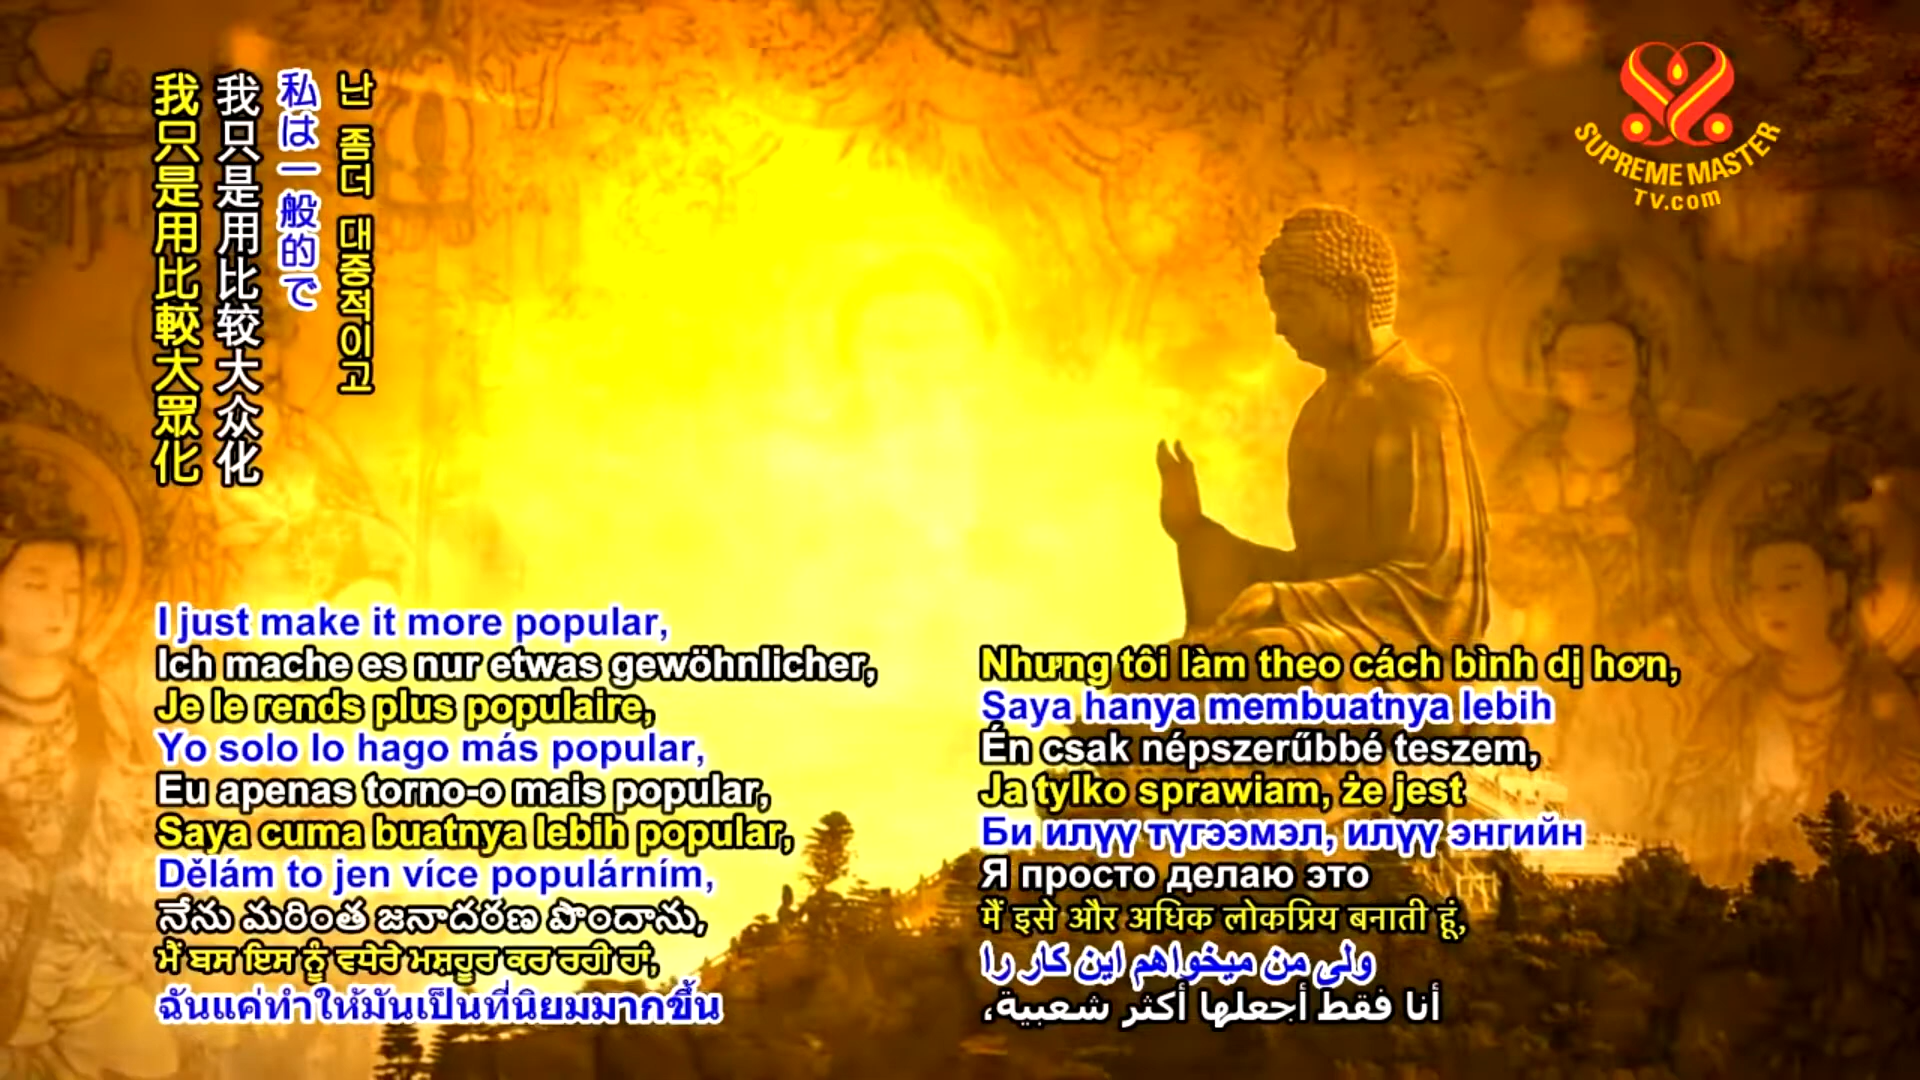 我只是用比較大眾化
我只是用比较大众化
私は一般的で
난 좀더 대중적이고
SUPREME MASTER
TV.com
I just make it more popular,
Ich mache es nur etwas gewöhnlicher,
Je le rends plus populaire,
Yo solo lo hago más popular,
Eu apenas torno-o mais popular,
Saya cuma buatnya lebih popular,
Dělám to jen více populárním,
నేను మరింత జనాదరణ పొందాను,
ਮੈਂ ਬਸ ਇਸ ਨੂੰ ਵਧੇਰੇ ਮਸ਼ਹੂਰ ਕਰ ਰਹੀ ਹਾਂ,
ฉันแค่ทำให้มันเป็นที่นิยมมากขึ้น
Nhưng tôi làm theo cách bình dị hơn,
Saya hanya membuatnya lebih
Én csak népszerűbbé teszem,
Ja tylko sprawiam, że jest
Би илүү түгээмэл, илүү энгийн
Я просто делаю это
मैं इसे और अधिक लोकप्रिय बनाती हूं,
ولی من میخواهم این کار را
أنا فقط أجعلها أكثر شعبية،